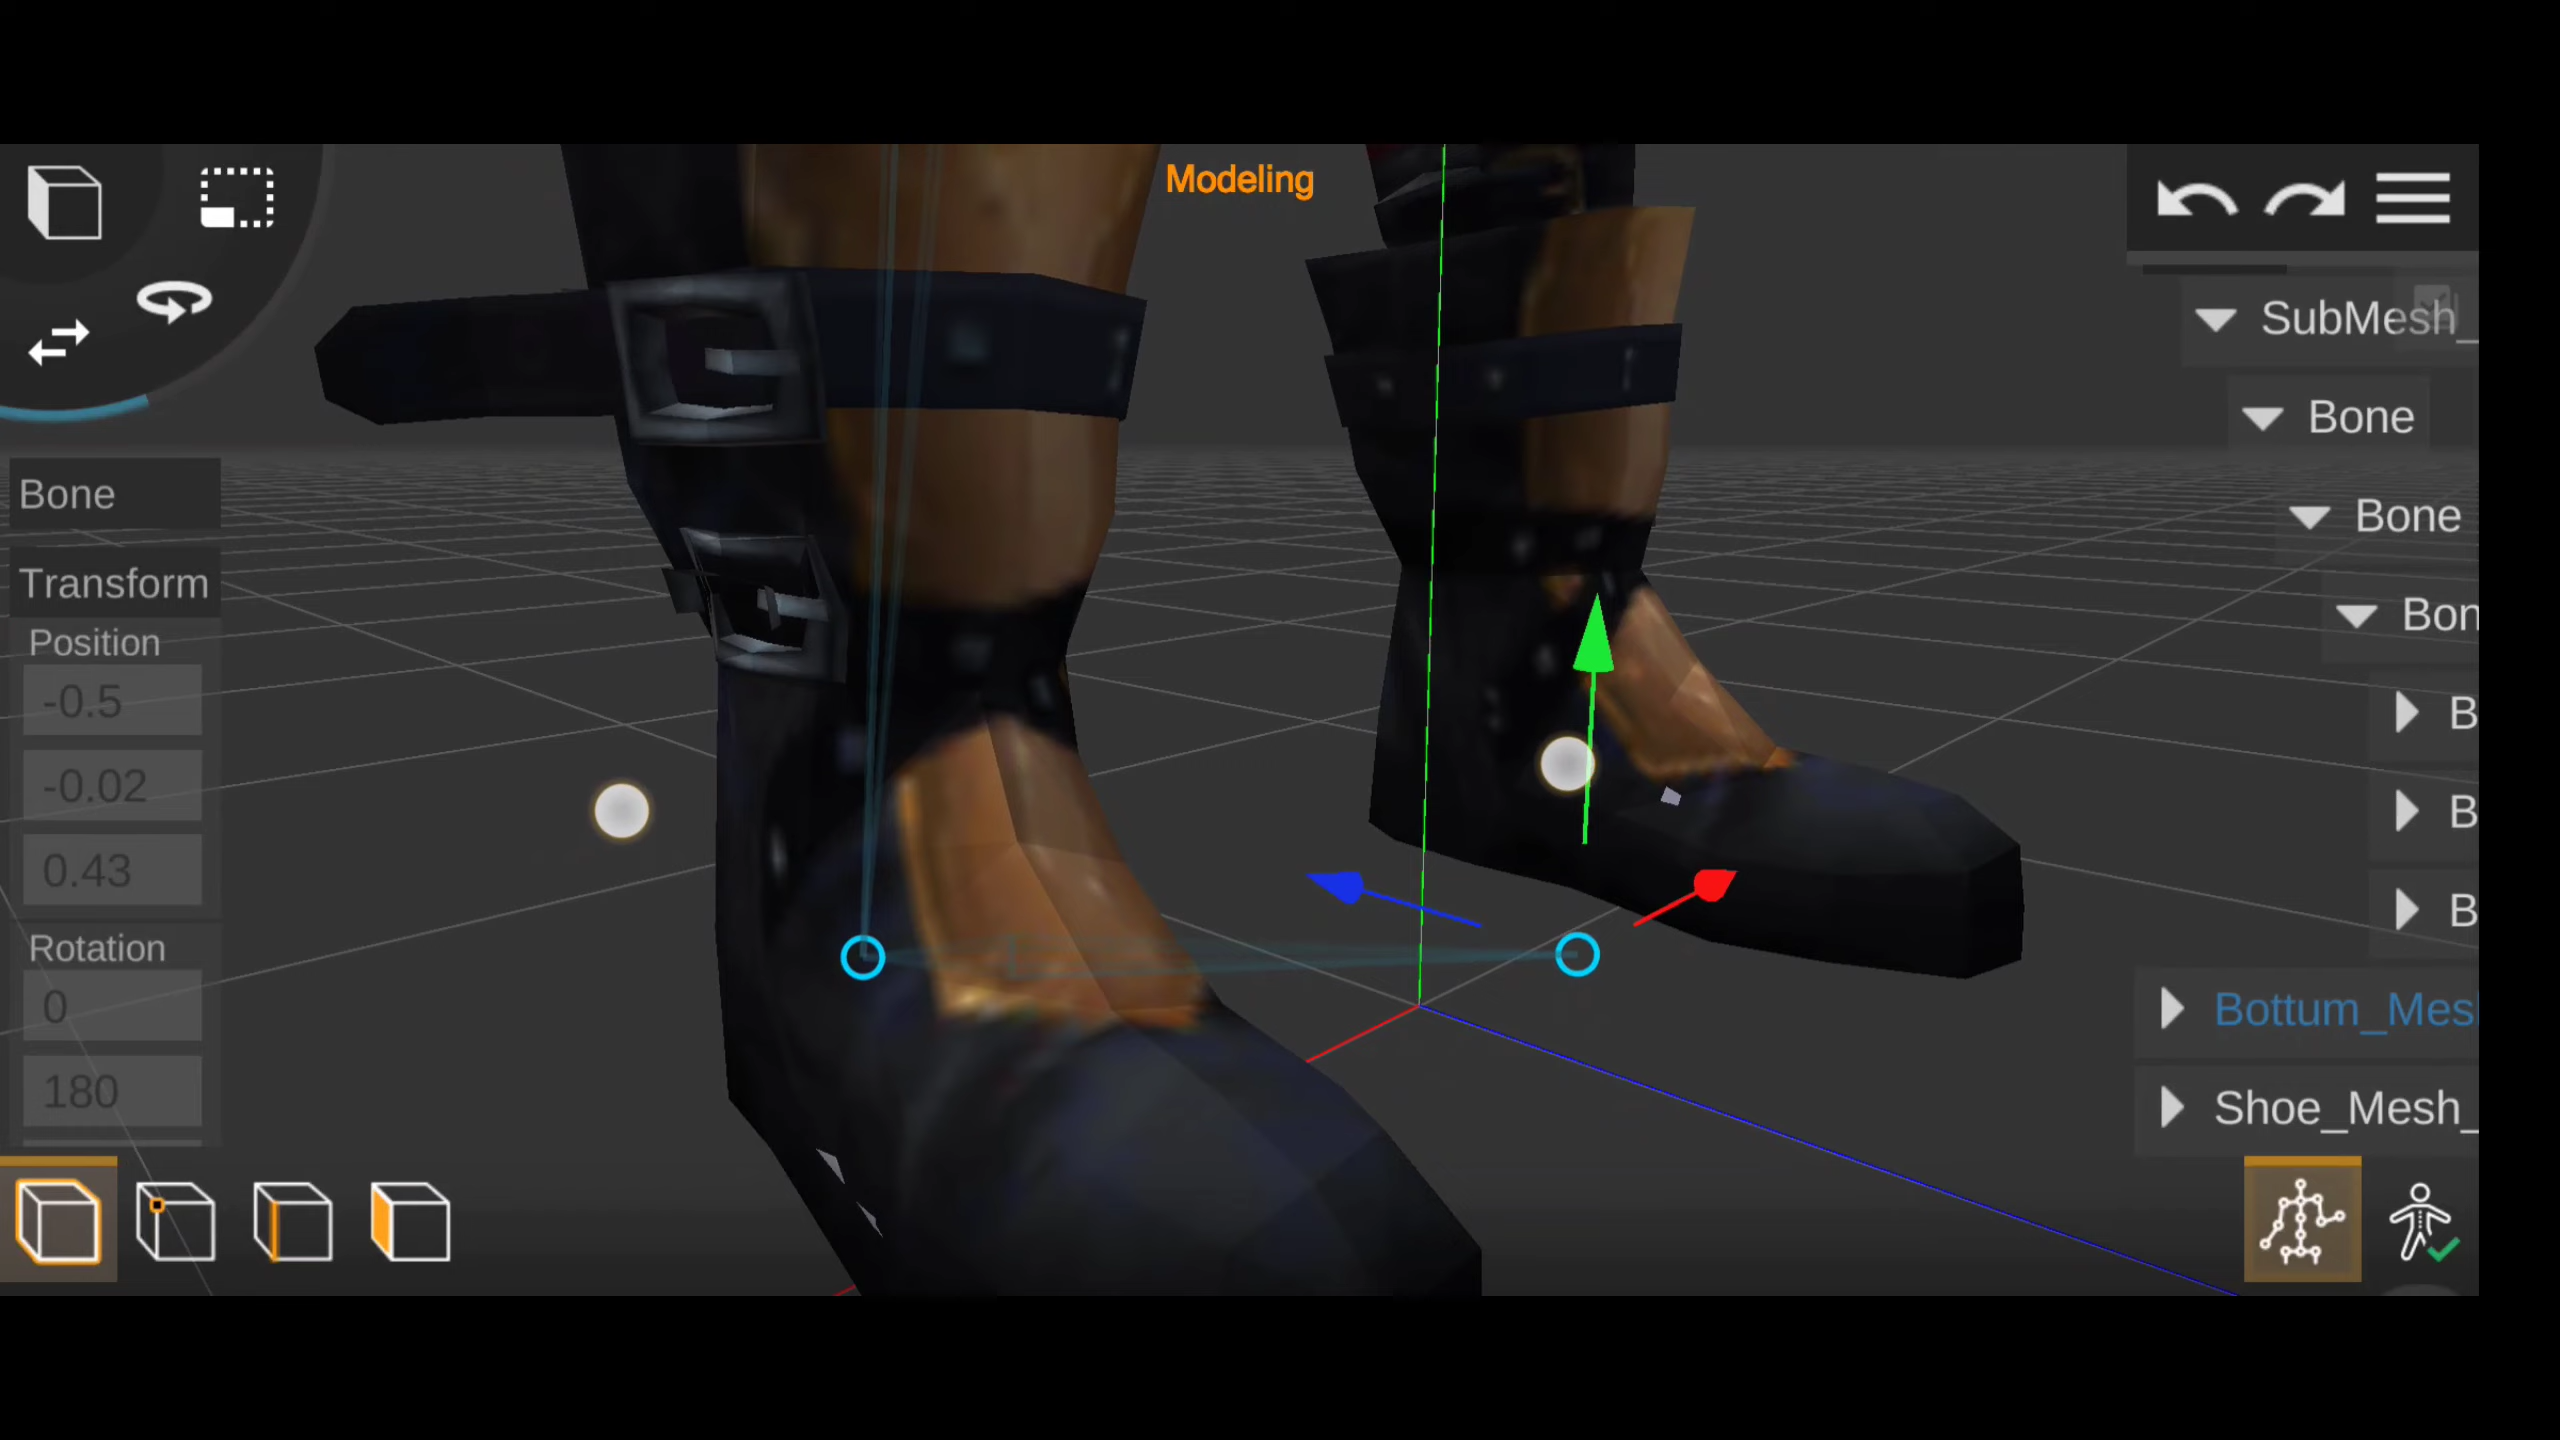 Modeling
SubMesh_
Bone
Bone
Bone
Transform
Bon
Position
-0.5
B
-0.02
B
0.43
B
Rotation
0
Bottum_Mes
180
Shoe_Mesh_